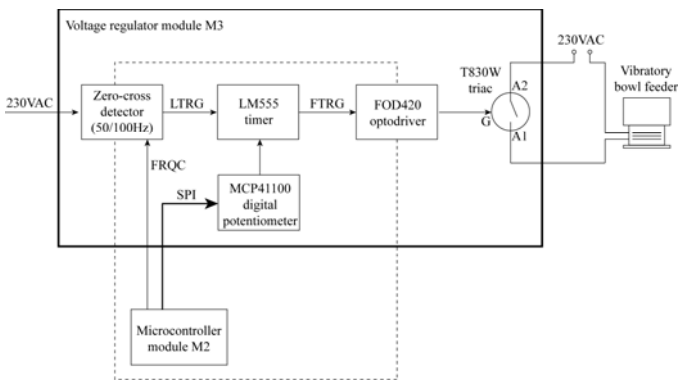 Voltage regulator module M3
230VAC
230VAC
Zero-cross
detector
(50/100Hz)
LTRG
LM555
timer
FTRG
FOD420
optodriver
T830W
triac
A2
G
A1
Vibratory
bowl feeder
FRQC
SPI
MCP41100
digital
potentiometer
Microcontroller
module M2